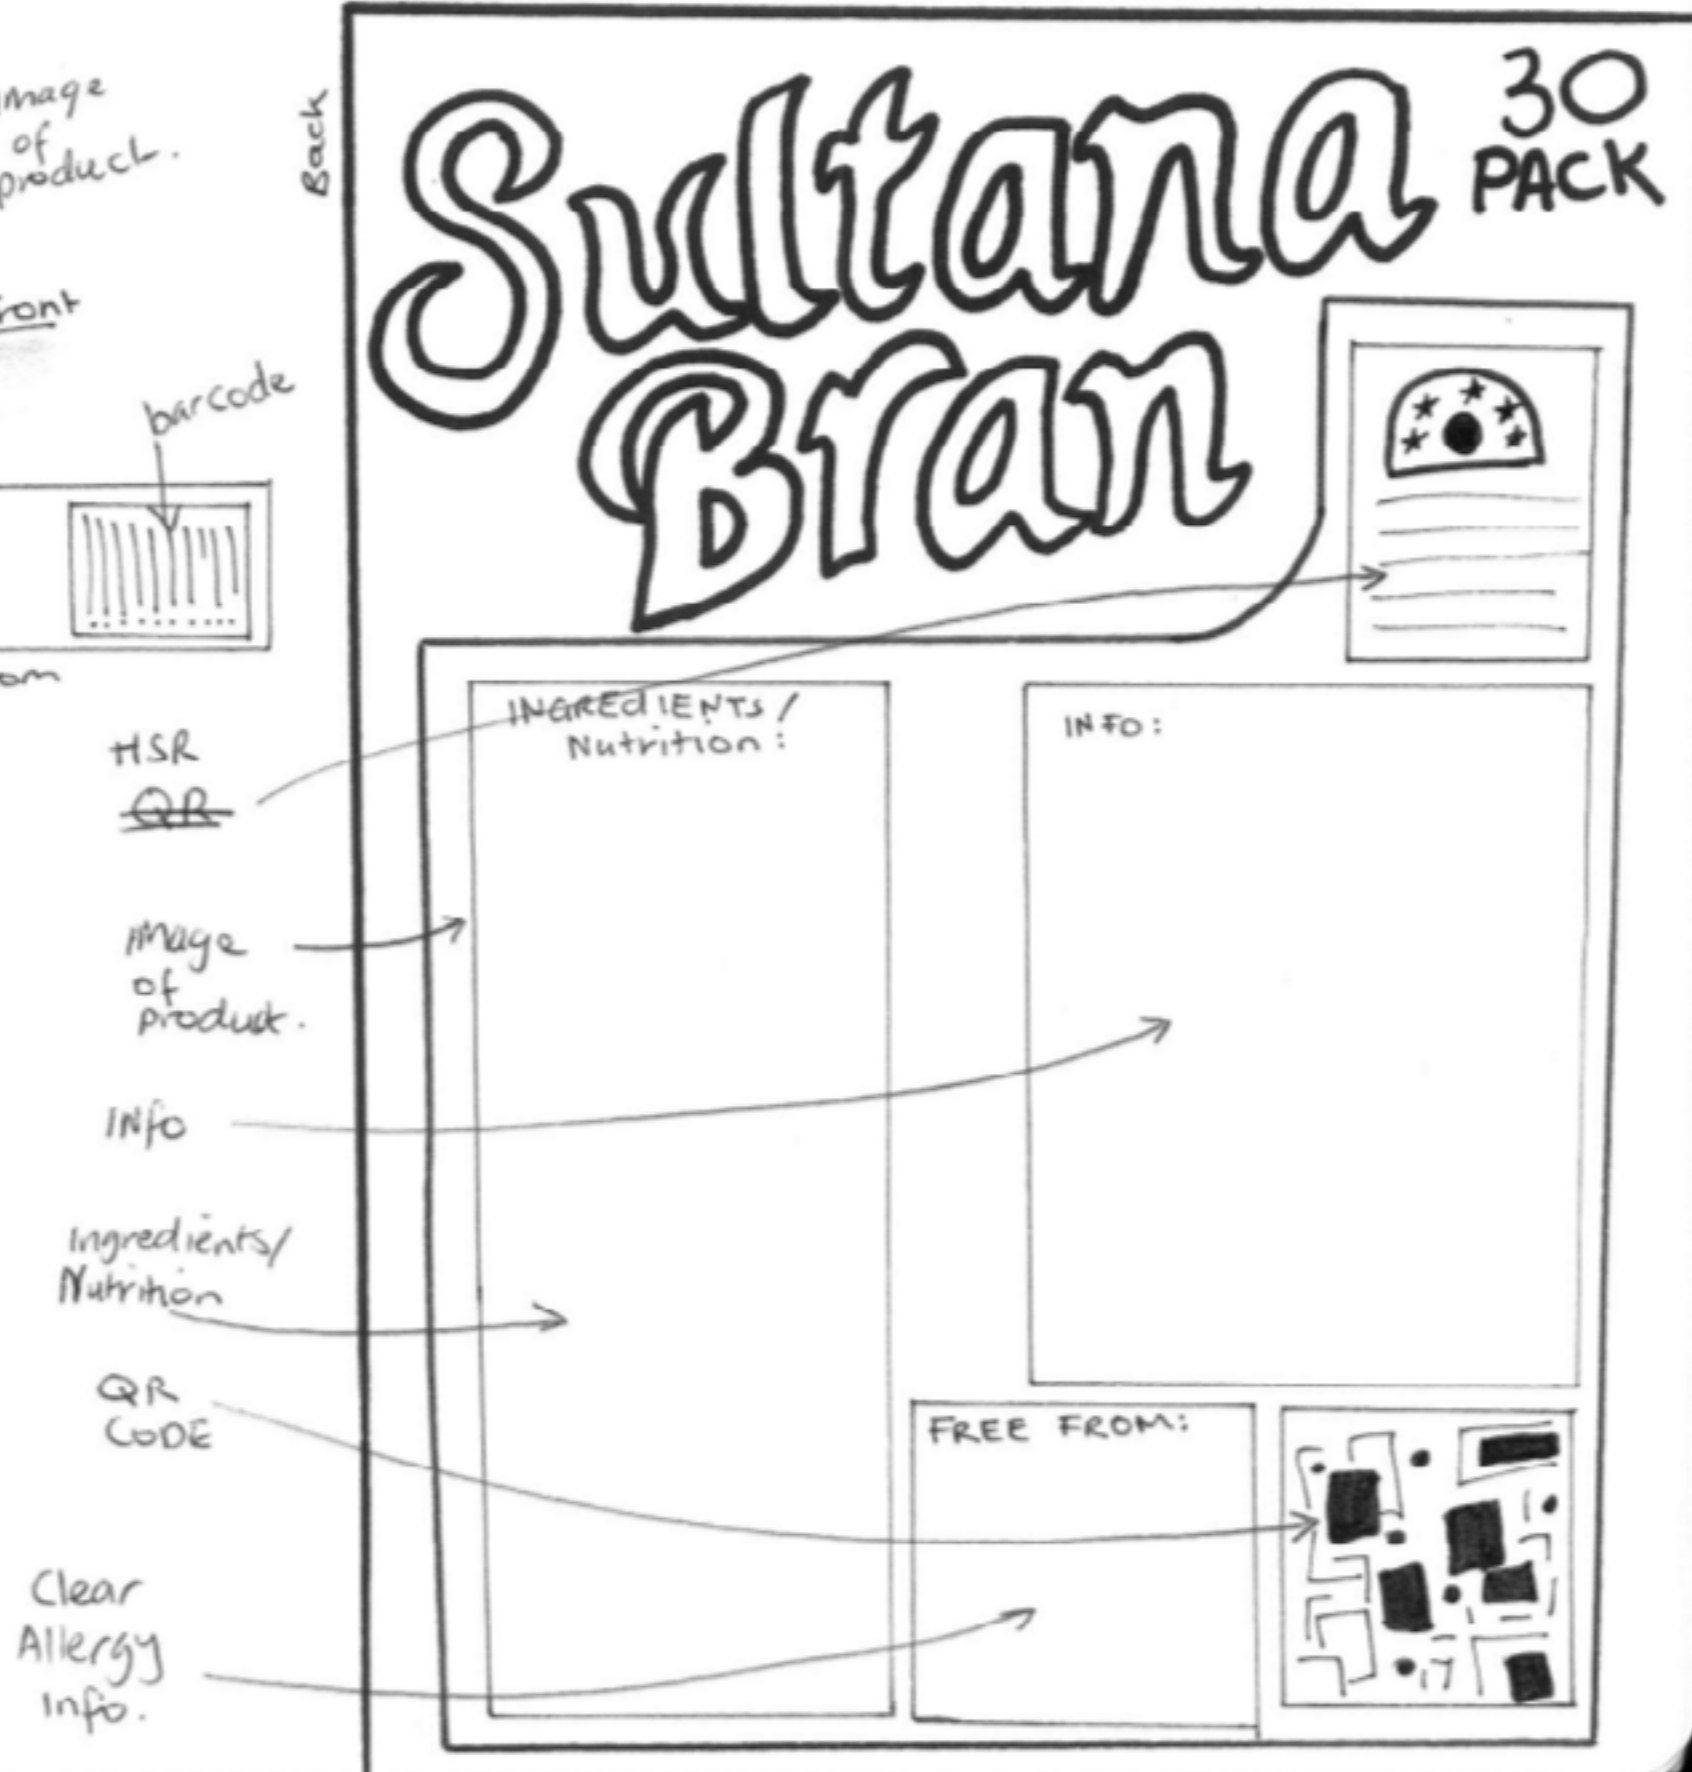 image
of
product.
Back
Sultana
Bran
30
PACK
barcode
HSR
QR
INGREdIENTS/
Nutrition:
INFO:
image
of
product.
INfo
Ingredients/
Nutrition
QR
CODE
FREE FROM:
Clear
Allergy
Info.